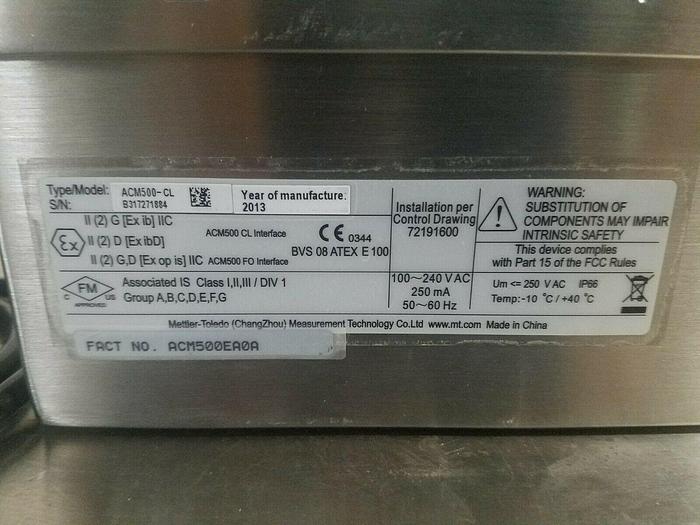 Type/Model: ACM500-CL
S/N: B317271884
Year of manufacture:
2013
II (2) G [Ex ib] IIC
II (2) D [Ex ibD]
II (2) G,D [Ex op is] IIC
ACM500 CL Interface
ACM500 FO Interface
Ex
CE 0344
BVS 08 ATEX E 100
Installation per
Control Drawing
72191600
WARNING:
SUBSTITUTION OF
COMPONENTS MAY IMPAIR
INTRINSIC SAFETY
This device complies
with Part 15 of the FCC Rules
C FM US
APPROVED
Associated IS Class I,II,III / DIV 1
Group A,B,C,D,E,F,G
100~240 V AC
250 mA
50~60 Hz
Um <= 250 V AC IP66
Temp:-10 °C/+40 °C
Mettler-Toledo (ChangZhou) Measurement Technology Co.Ltd www.mt.com Made in China
FACT NO. ACM500EA0A